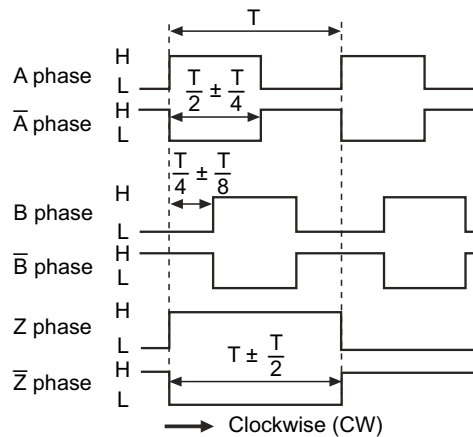 T
A phase H
L
T/2 ± T/4
A̅ phase H
L
T/4 ± T/8
B phase H
L
B̅ phase H
L
Z phase H
L
T ± T/2
Z̅ phase H
L
Clockwise (CW)